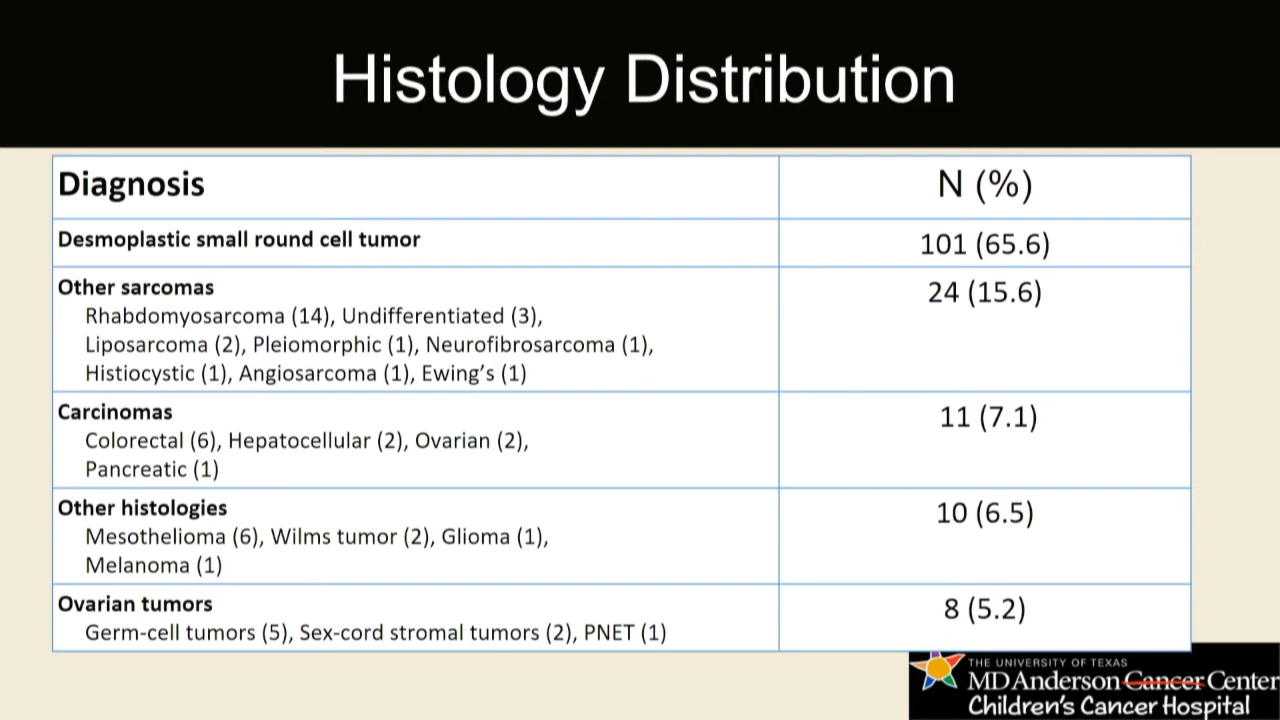 Histology Distribution
Diagnosis
N (%)
Desmoplastic small round cell tumor
101 (65.6)
Other sarcomas
24 (15.6)
Rhabdomyosarcoma (14), Undifferentiated (3),
Liposarcoma (2), Pleiomorphic (1), Neurofibrosarcoma (1),
Histiocystic (1), Angiosarcoma (1), Ewing’s (1)
Carcinomas
11 (7.1)
Colorectal (6), Hepatocellular (2), Ovarian (2),
Pancreatic (1)
Other histologies
10 (6.5)
Mesothelioma (6), Wilms tumor (2), Glioma (1),
Melanoma (1)
Ovarian tumors
8 (5.2)
Germ-cell tumors (5), Sex-cord stromal tumors (2), PNET (1)
THE UNIVERSITY OF TEXAS
MD Anderson Cancer Center
Children's Cancer Hospital